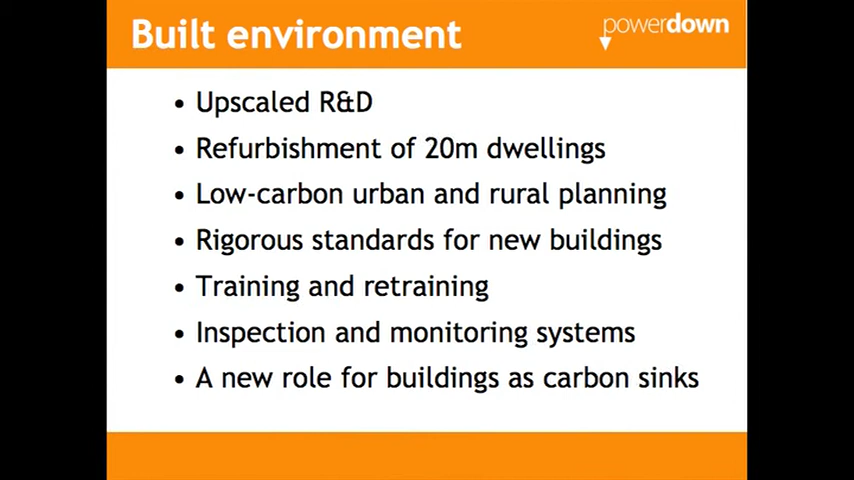 Built environment
powerdown
• Upscaled R&D
• Refurbishment of 20m dwellings
• Low-carbon urban and rural planning
• Rigorous standards for new buildings
• Training and retraining
• Inspection and monitoring systems
• A new role for buildings as carbon sinks